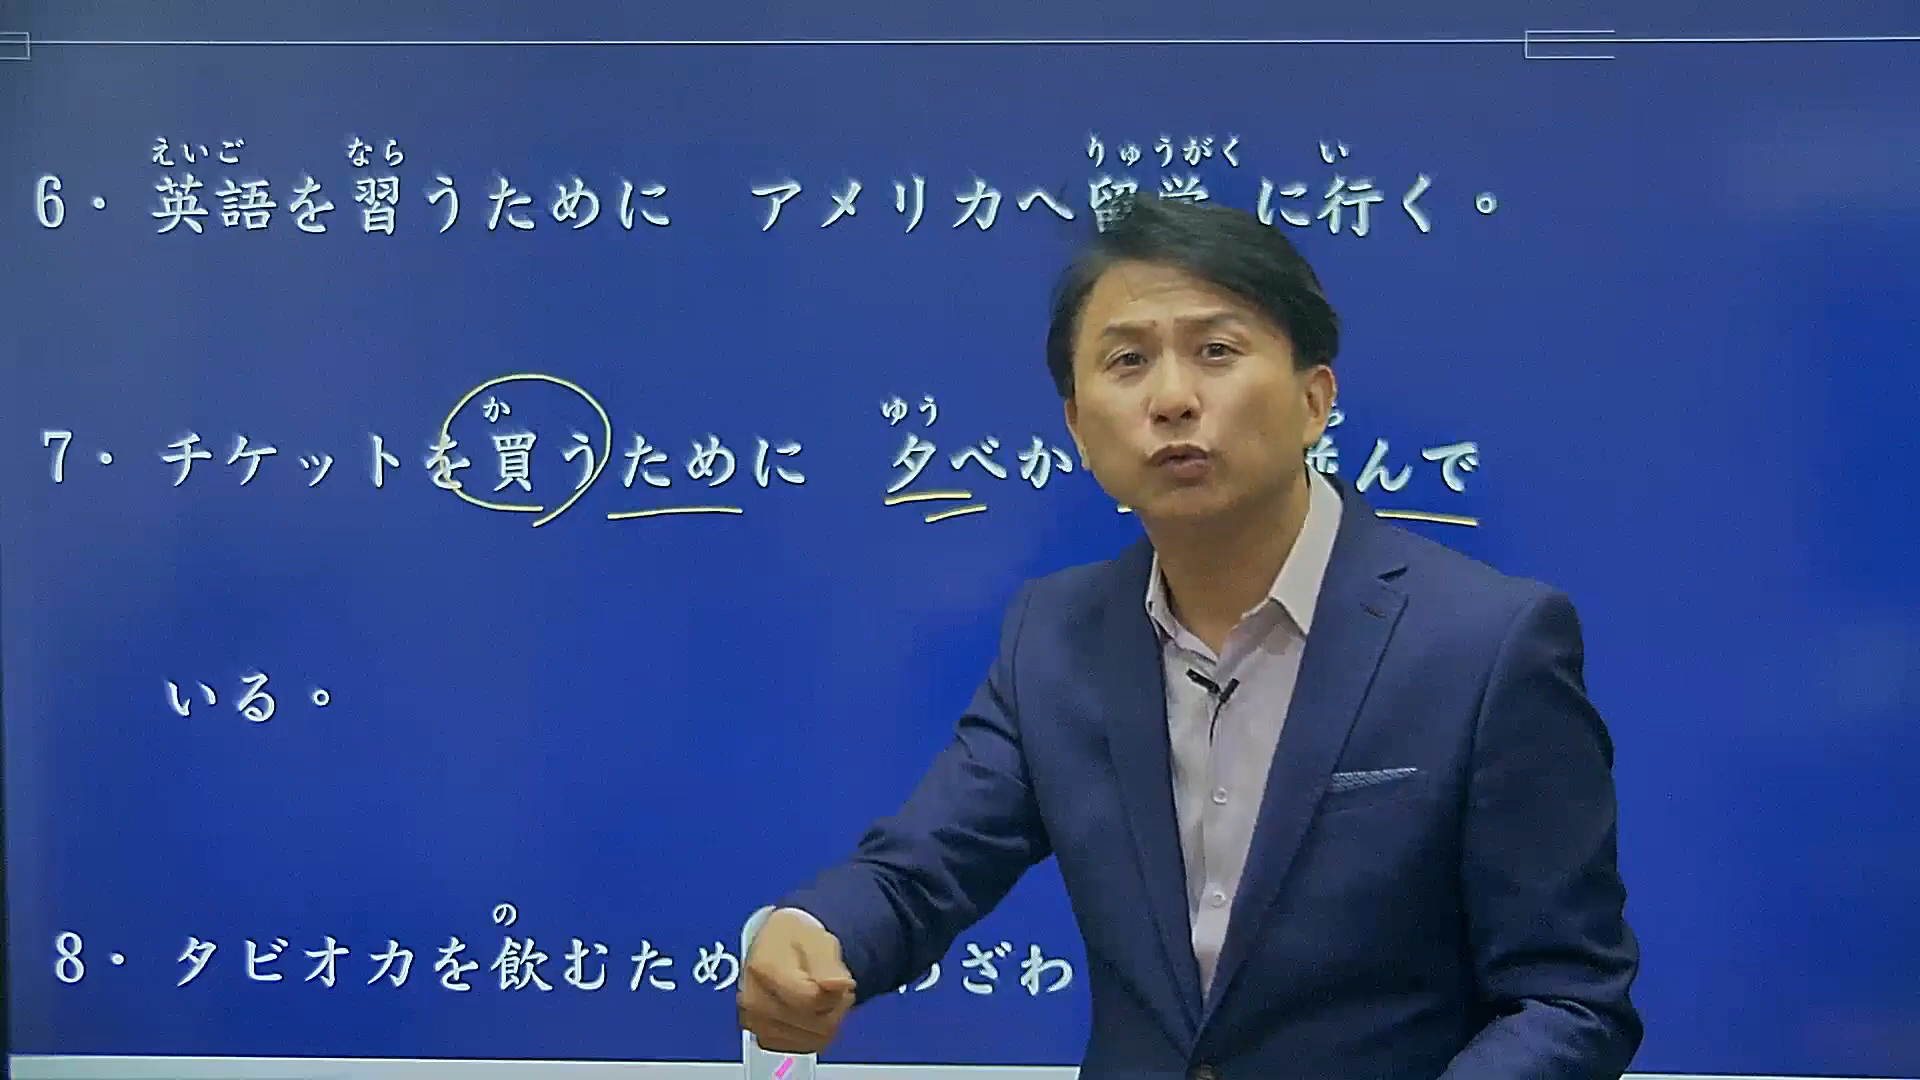 えいご なら りゅうがく い
6・英語を習うために アメリカへ留学に行く。
か ゆう
7・チケットを買うために 夕べか んで
いる。
の
8・タビオカを飲むため ざわ